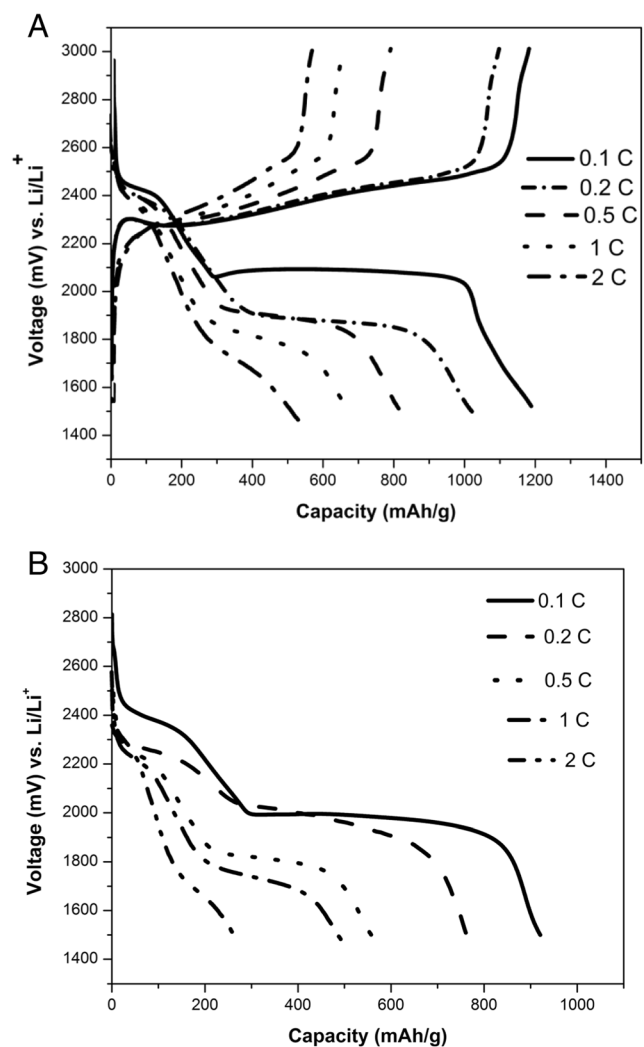 A
3000
2800
2600
2400
2200
2000
1800
1600
1400
Voltage (mV) vs. Li/Li+
0.1 C
0.2 C
0.5 C
1 C
2 C
0 200 400 600 800 1000 1200 1400
Capacity (mAh/g)
B
3000
2800
2600
2400
2200
2000
1800
1600
1400
Voltage (mV) vs. Li/Li+
0.1 C
0.2 C
0.5 C
1 C
2 C
0 200 400 600 800 1000
Capacity (mAh/g)